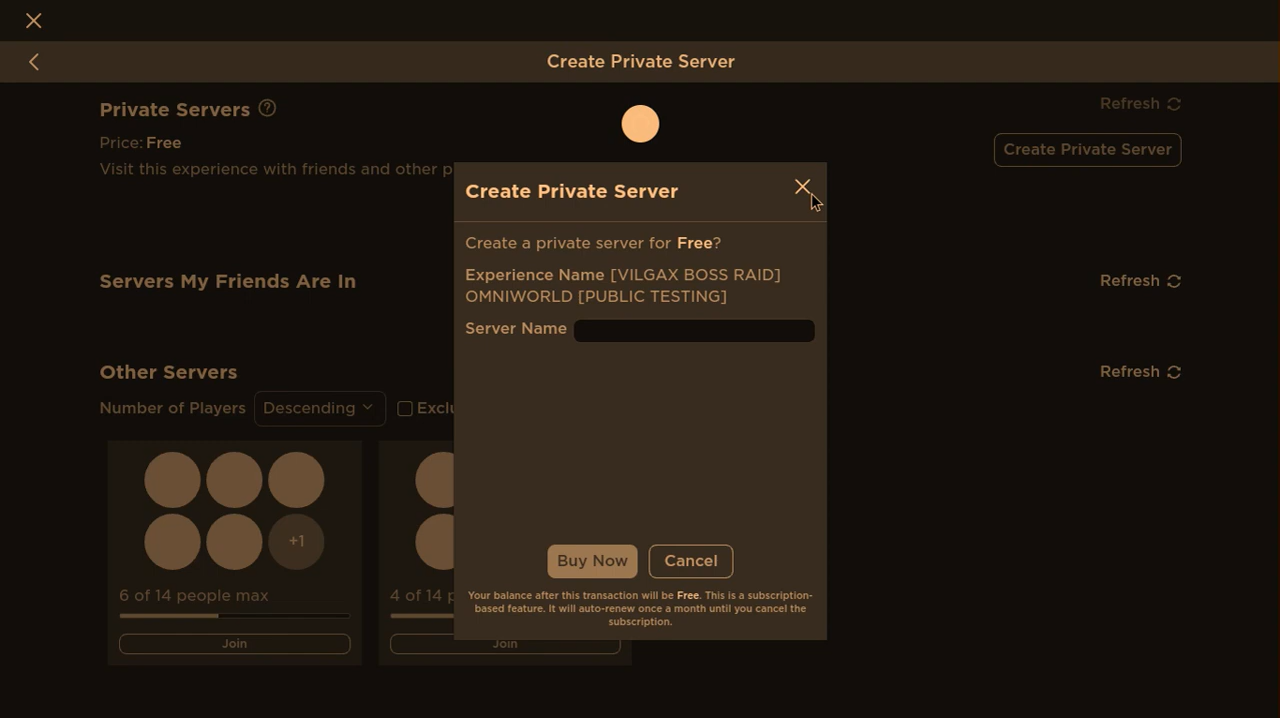 Create Private Server
Private Servers
Refresh
Price: Free
Create Private Server
Visit this experience with friends and other
Create Private Server
Create a private server for Free?
Experience Name [VILGAX BOSS RAID]
OMNIWORLD [PUBLIC TESTING]
Server Name
Servers My Friends Are In
Refresh
Other Servers
Refresh
Number of Players Descending
+1
6 of 14 people max
4 of 14
Join
Join
Buy Now Cancel
Your balance after this transaction will be Free. This is a subscription-
based feature. It will auto-renew once a month until you cancel the
subscription.